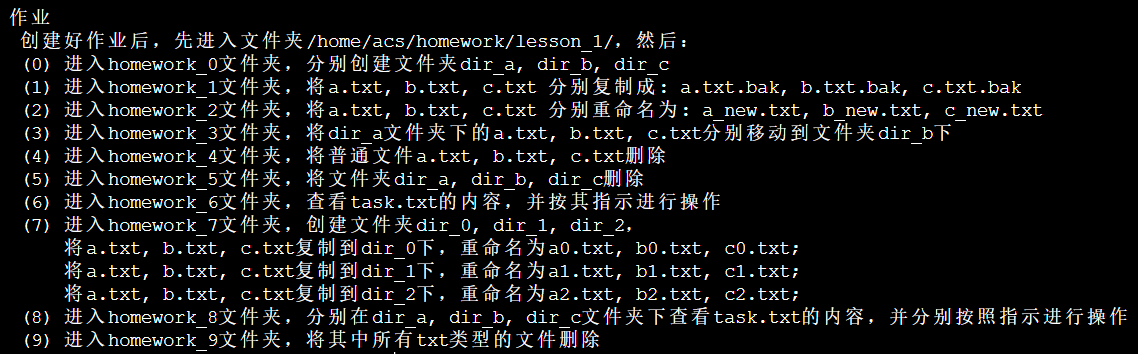 作业
创建好作业后，先进入文件夹/home/acs/homework/lesson_1/，然后：
(0) 进入homework_0文件夹，分别创建文件夹dir_a, dir_b, dir_c
(1) 进入homework_1文件夹，将a.txt, b.txt, c.txt 分别复制成: a.txt.bak, b.txt.bak, c.txt.bak
(2) 进入homework_2文件夹，将a.txt, b.txt, c.txt 分别重命名为: a_new.txt, b_new.txt, c_new.txt
(3) 进入homework_3文件夹，将dir_a文件夹下的a.txt, b.txt, c.txt分别移动到文件夹dir_b下
(4) 进入homework_4文件夹，将普通文件a.txt, b.txt, c.txt删除
(5) 进入homework_5文件夹，将文件夹dir_a, dir_b, dir_c删除
(6) 进入homework_6文件夹，查看task.txt的内容，并按其指示进行操作
(7) 进入homework_7文件夹，创建文件夹dir_0, dir_1, dir_2，
将a.txt, b.txt, c.txt复制到dir_0下，重命名为a0.txt, b0.txt, c0.txt;
将a.txt, b.txt, c.txt复制到dir_1下，重命名为a1.txt, b1.txt, c1.txt;
将a.txt, b.txt, c.txt复制到dir_2下，重命名为a2.txt, b2.txt, c2.txt;
(8) 进入homework_8文件夹，分别在dir_a, dir_b, dir_c文件夹下查看task.txt的内容，并分别按照指示进行操作
(9) 进入homework_9文件夹，将其中所有txt类型的文件删除